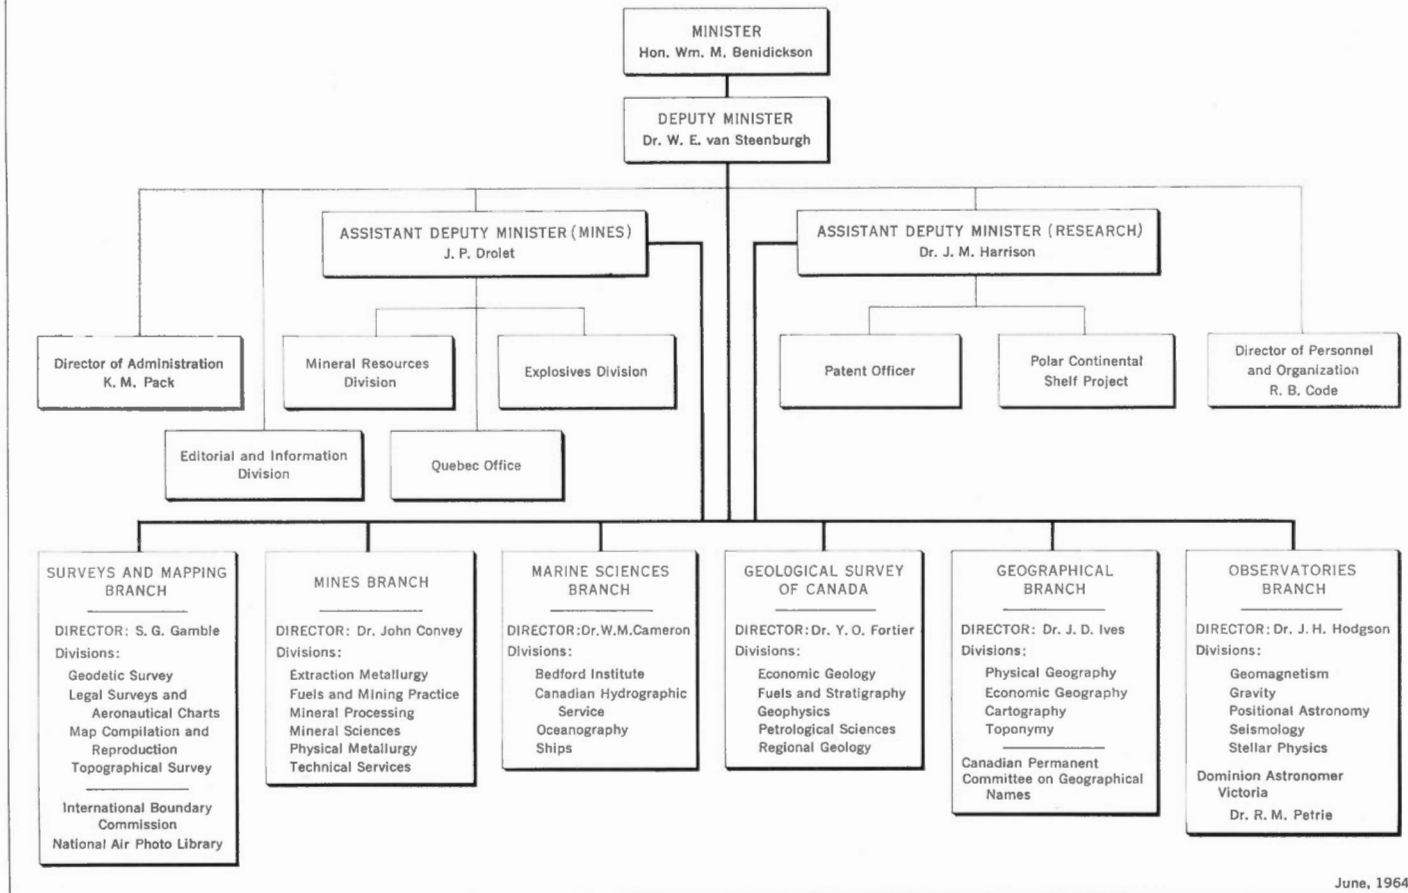 MINISTER
Hon. Wm. M. Benidickson
DEPUTY MINISTER
Dr. W. E. van Steenburgh
ASSISTANT DEPUTY MINISTER (MINES)
J. P. Drolet
ASSISTANT DEPUTY MINISTER (RESEARCH)
Dr. J. M. Harrison
Director of Administration
K. M. Pack
Mineral Resources
Division
Explosives Division
Patent Officer
Polar Continental
Shelf Project
Director of Personnel
and Organization
R. B. Code
Editorial and Information
Division
Quebec Office
SURVEYS AND MAPPING
BRANCH
DIRECTOR: S. G. Gamble
Divisions:
Geodetic Survey
Legal Surveys and
Aeronautical Charts
Map Compilation and
Reproduction
Topographical Survey
International Boundary
Commission
National Air Photo Library
MINES BRANCH
DIRECTOR: Dr. John Convey
Divisions:
Extraction Metallurgy
Fuels and Mining Practice
Mineral Processing
Mineral Sciences
Physical Metallurgy
Technical Services
MARINE SCIENCES
BRANCH
DIRECTOR:Dr.W.M.Cameron
Divisions:
Bedford Institute
Canadian Hydrographic
Service
Oceanography
Ships
GEOLOGICAL SURVEY
OF CANADA
DIRECTOR:Dr. Y. O. Fortier
Divisions:
Economic Geology
Fuels and Stratigraphy
Geophysics
Petrological Sciences
Regional Geology
GEOGRAPHICAL
BRANCH
DIRECTOR: Dr. J. D. Ives
Divisions:
Physical Geography
Economic Geography
Cartography
Toponymy
Canadian Permanent
Committee on Geographical
Names
OBSERVATORIES
BRANCH
DIRECTOR: Dr. J. H. Hodgson
Divisions:
Geomagnetism
Gravity
Positional Astronomy
Seismology
Stellar Physics
Dominion Astronomer
Victoria
Dr. R. M. Petrie
June, 1964